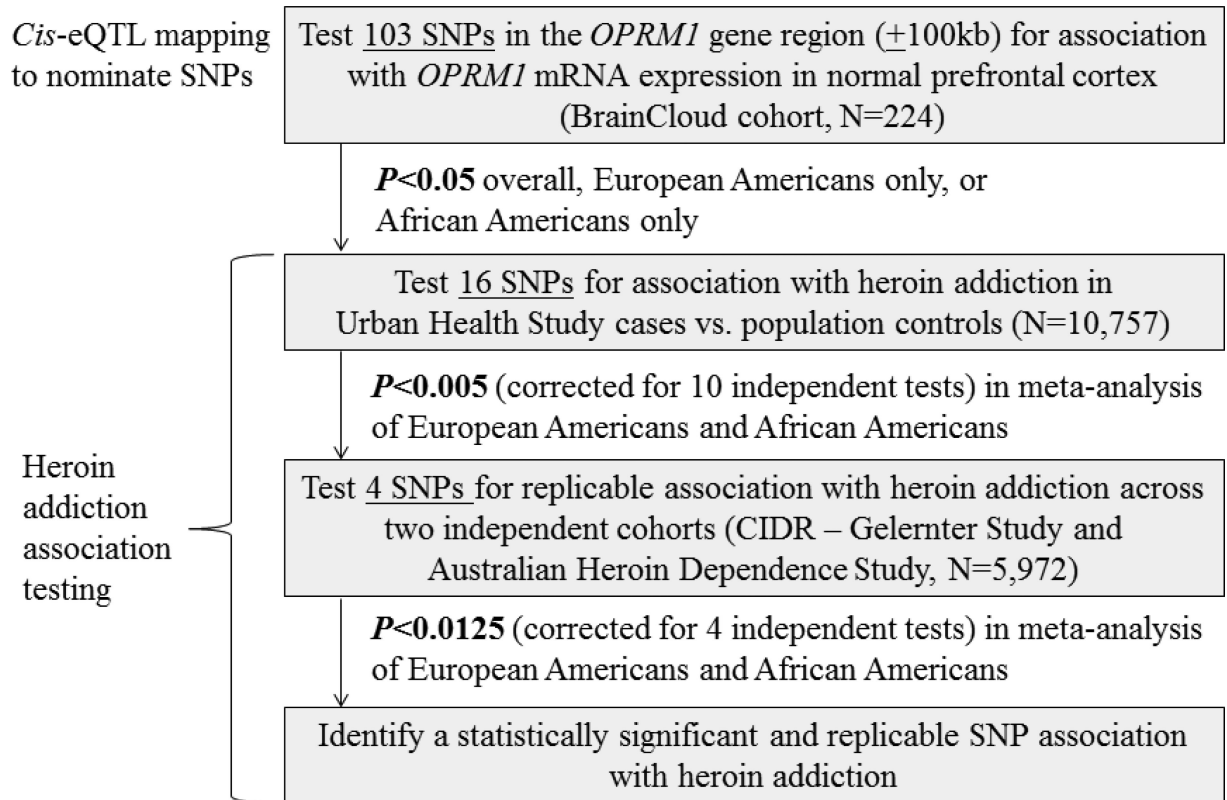 Cis-eQTL mapping
to nominate SNPs
Test 103 SNPs in the OPRM1 gene region (±100kb) for association
with OPRM1 mRNA expression in normal prefrontal cortex
(BrainCloud cohort, N=224)
P<0.05 overall, European Americans only, or
African Americans only
Heroin
addiction
association
testing
Test 16 SNPs for association with heroin addiction in
Urban Health Study cases vs. population controls (N=10,757)
P<0.005 (corrected for 10 independent tests) in meta-analysis
of European Americans and African Americans
Test 4 SNPs for replicable association with heroin addiction across
two independent cohorts (CIDR – Gelernter Study and
Australian Heroin Dependence Study, N=5,972)
P<0.0125 (corrected for 4 independent tests) in meta-analysis
of European Americans and African Americans
Identify a statistically significant and replicable SNP association
with heroin addiction